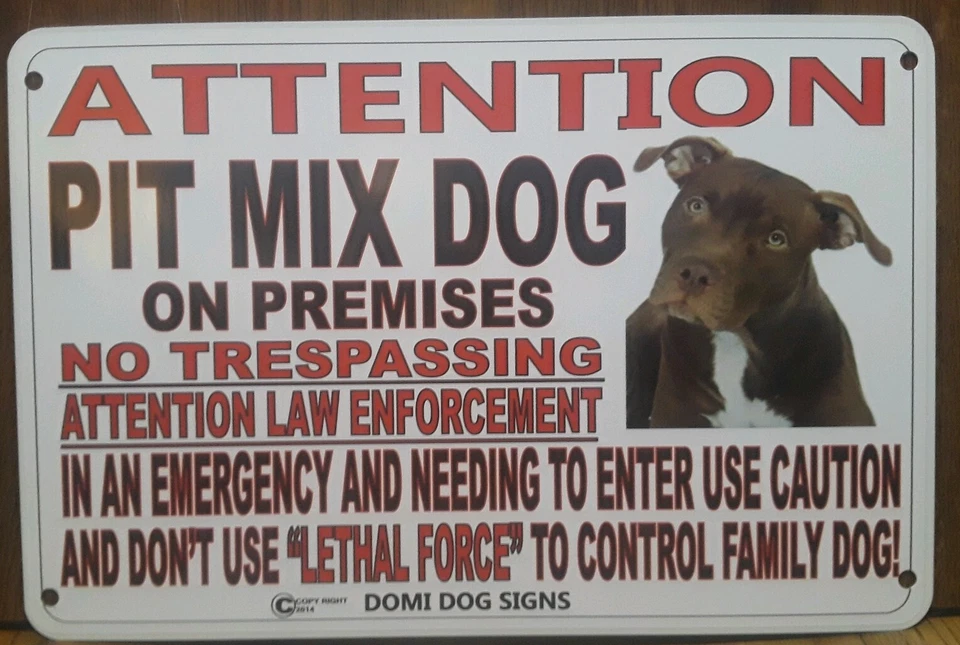 ATTENTION
PIT MIX DOG
ON PREMISES
NO TRESPASSING
ATTENTION LAW ENFORCEMENT
IN AN EMERGENCY AND NEEDING TO ENTER USE CAUTION
AND DON'T USE “LETHAL FORCE” TO CONTROL FAMILY DOG!
© COPY RIGHT 2014 DOMI DOG SIGNS